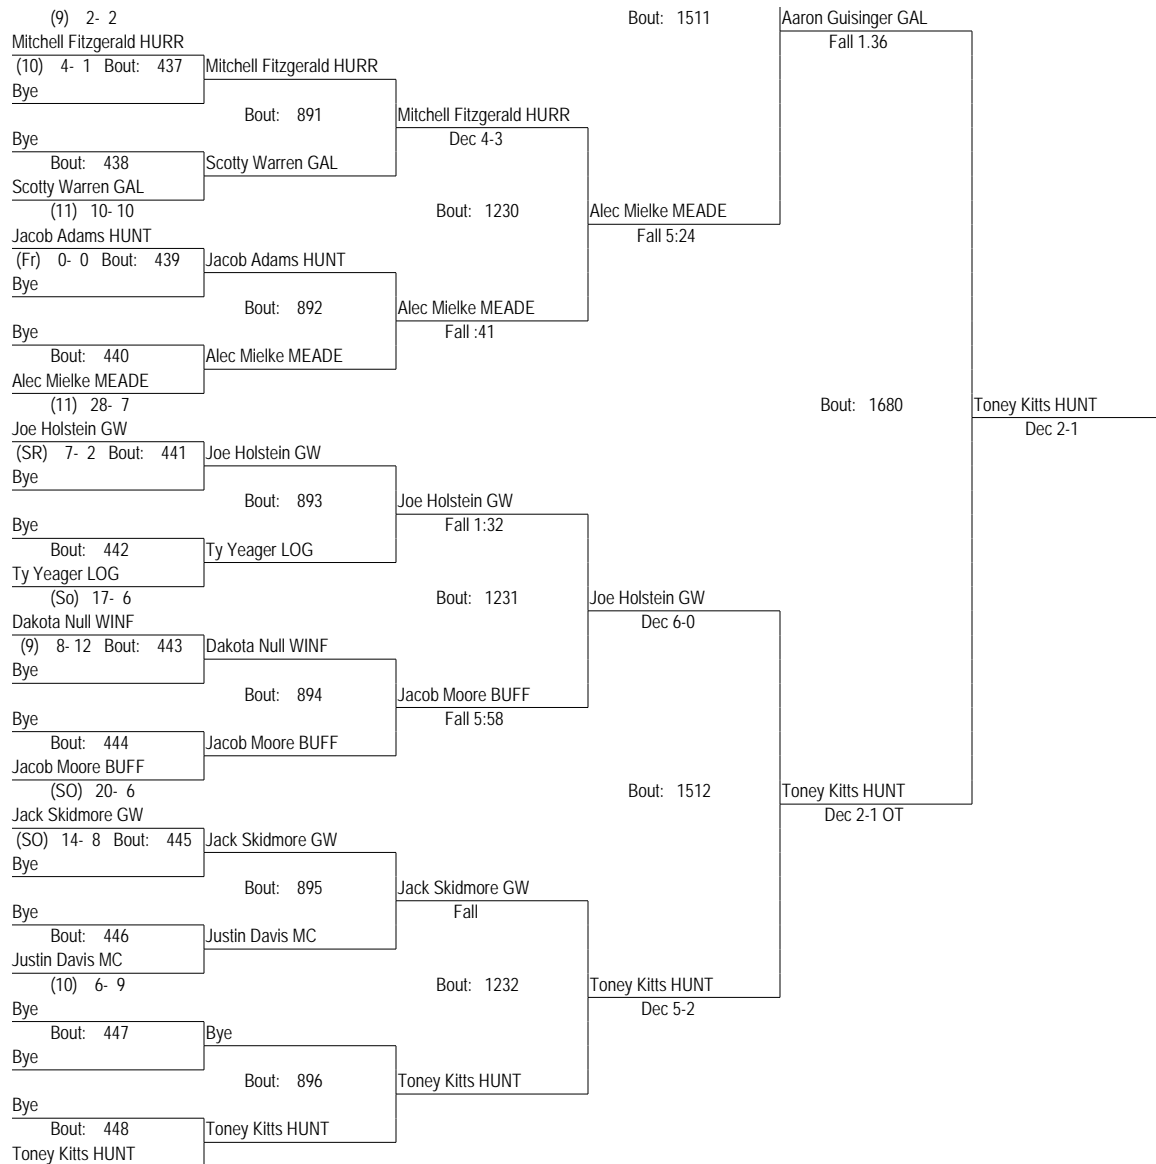 (9) 2- 2
Bout: 1511
Aaron Guisinger GAL
Mitchell Fitzgerald HURR
Fall 1.36
(10) 4- 1 Bout: 437
Mitchell Fitzgerald HURR
Bye
Bout: 891
Mitchell Fitzgerald HURR
Bye
Dec 4-3
Bout: 438
Scotty Warren GAL
Scotty Warren GAL
(11) 10- 10
Bout: 1230
Alec Mielke MEADE
Jacob Adams HUNT
Fall 5:24
(Fr) 0- 0 Bout: 439
Jacob Adams HUNT
Bye
Bout: 892
Alec Mielke MEADE
Bye
Fall :41
Bout: 440
Alec Mielke MEADE
Alec Mielke MEADE
(11) 28- 7
Bout: 1680
Toney Kitts HUNT
Joe Holstein GW
Dec 2-1
(SR) 7- 2 Bout: 441
Joe Holstein GW
Bye
Bout: 893
Joe Holstein GW
Bye
Fall 1:32
Bout: 442
Ty Yeager LOG
Ty Yeager LOG
(So) 17- 6
Bout: 1231
Joe Holstein GW
Dakota Null WINF
Dec 6-0
(9) 8- 12 Bout: 443
Dakota Null WINF
Bye
Bout: 894
Jacob Moore BUFF
Bye
Fall 5:58
Bout: 444
Jacob Moore BUFF
Jacob Moore BUFF
(SO) 20- 6
Bout: 1512
Toney Kitts HUNT
Jack Skidmore GW
Dec 2-1 OT
(SO) 14- 8 Bout: 445
Jack Skidmore GW
Bye
Bout: 895
Jack Skidmore GW
Bye
Fall
Bout: 446
Justin Davis MC
Justin Davis MC
(10) 6- 9
Bout: 1232
Toney Kitts HUNT
Bye
Dec 5-2
Bout: 447
Bye
Bye
Bout: 896
Toney Kitts HUNT
Bye
Bout: 448
Toney Kitts HUNT
Toney Kitts HUNT